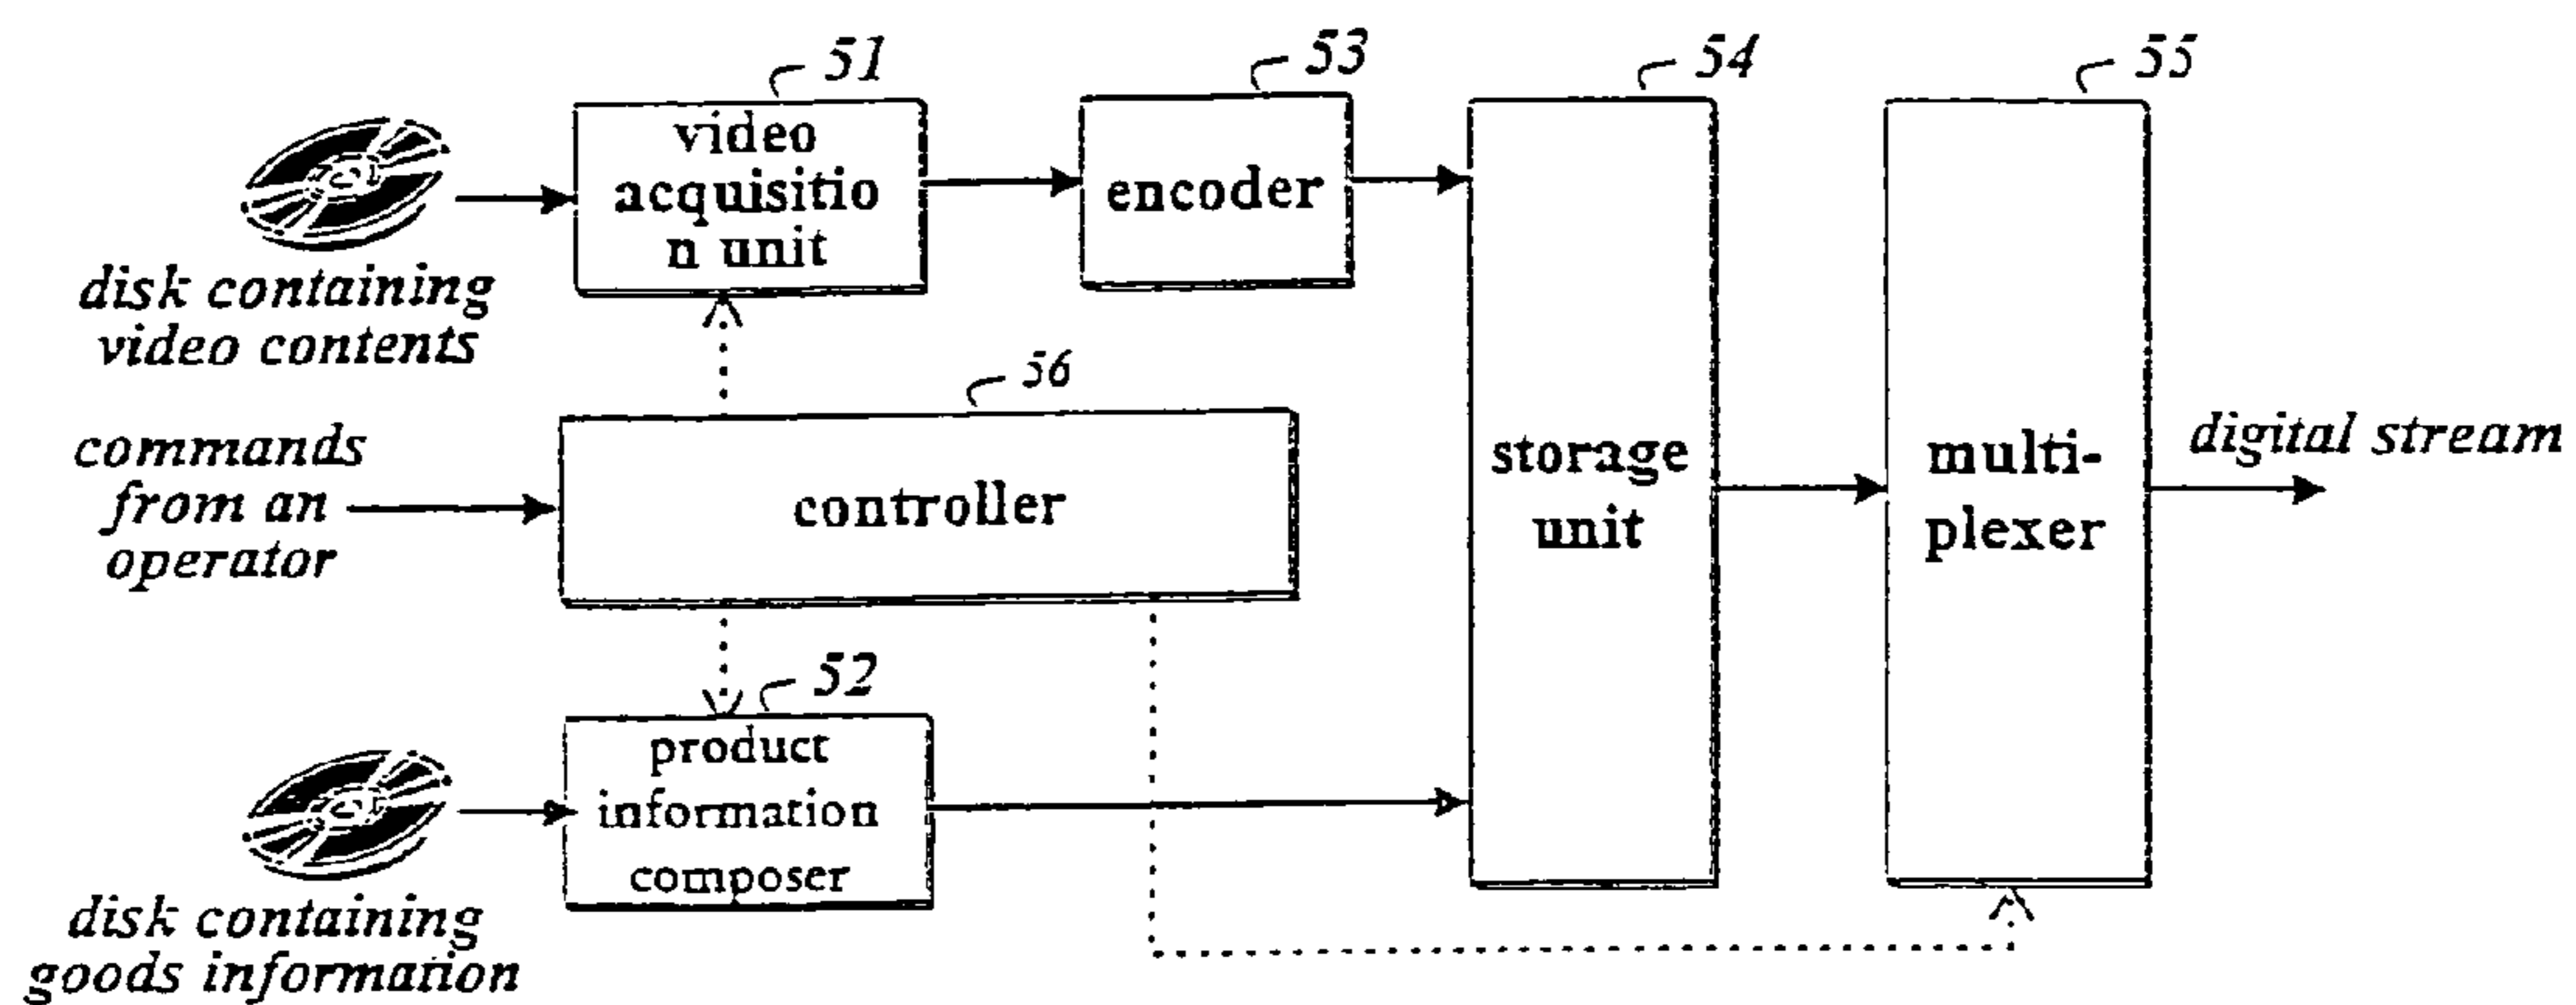 51
53
54
55
video
acquisitio
n unit
encoder
disk containing
video contents
56
commands
from an
operator
controller
storage
unit
multi-
plexer
digital stream
52
product
information
composer
disk containing
goods information